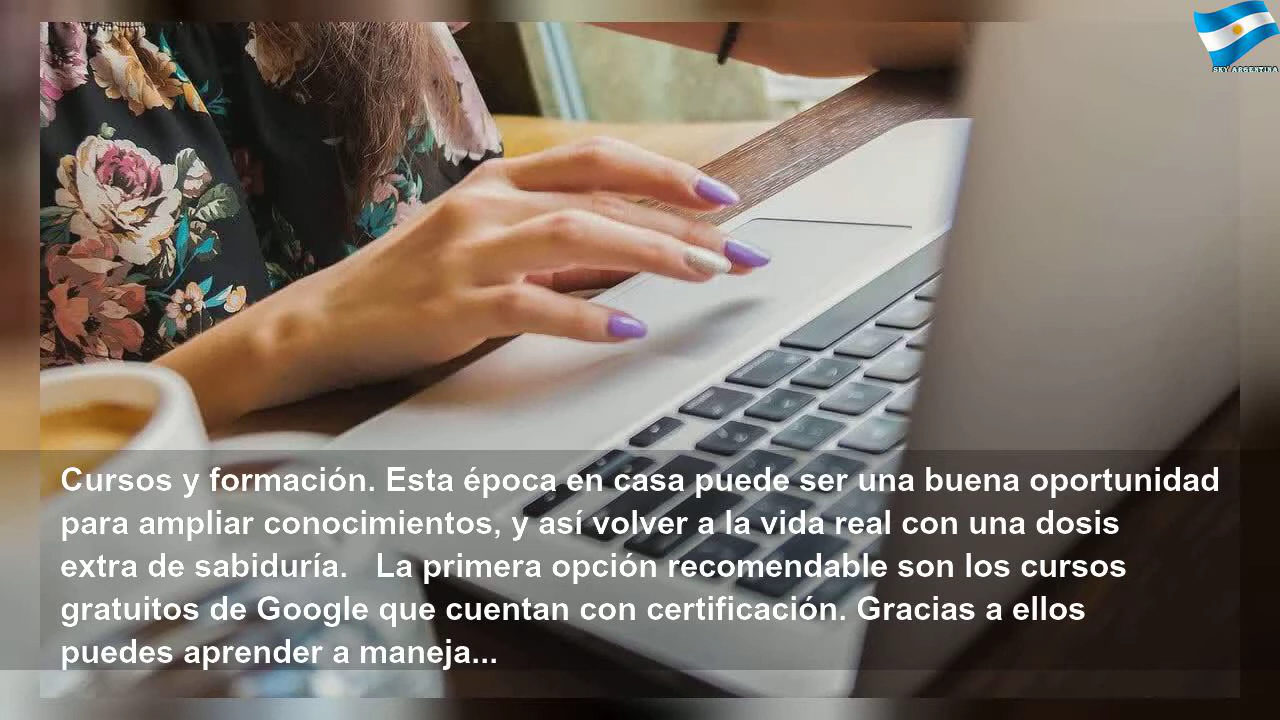 SKY ARGENTINA
Cursos y formación. Esta época en casa puede ser una buena oportunidad
para ampliar conocimientos, y así volver a la vida real con una dosis
extra de sabiduría.   La primera opción recomendable son los cursos
gratuitos de Google que cuentan con certificación. Gracias a ellos
puedes aprender a maneja...